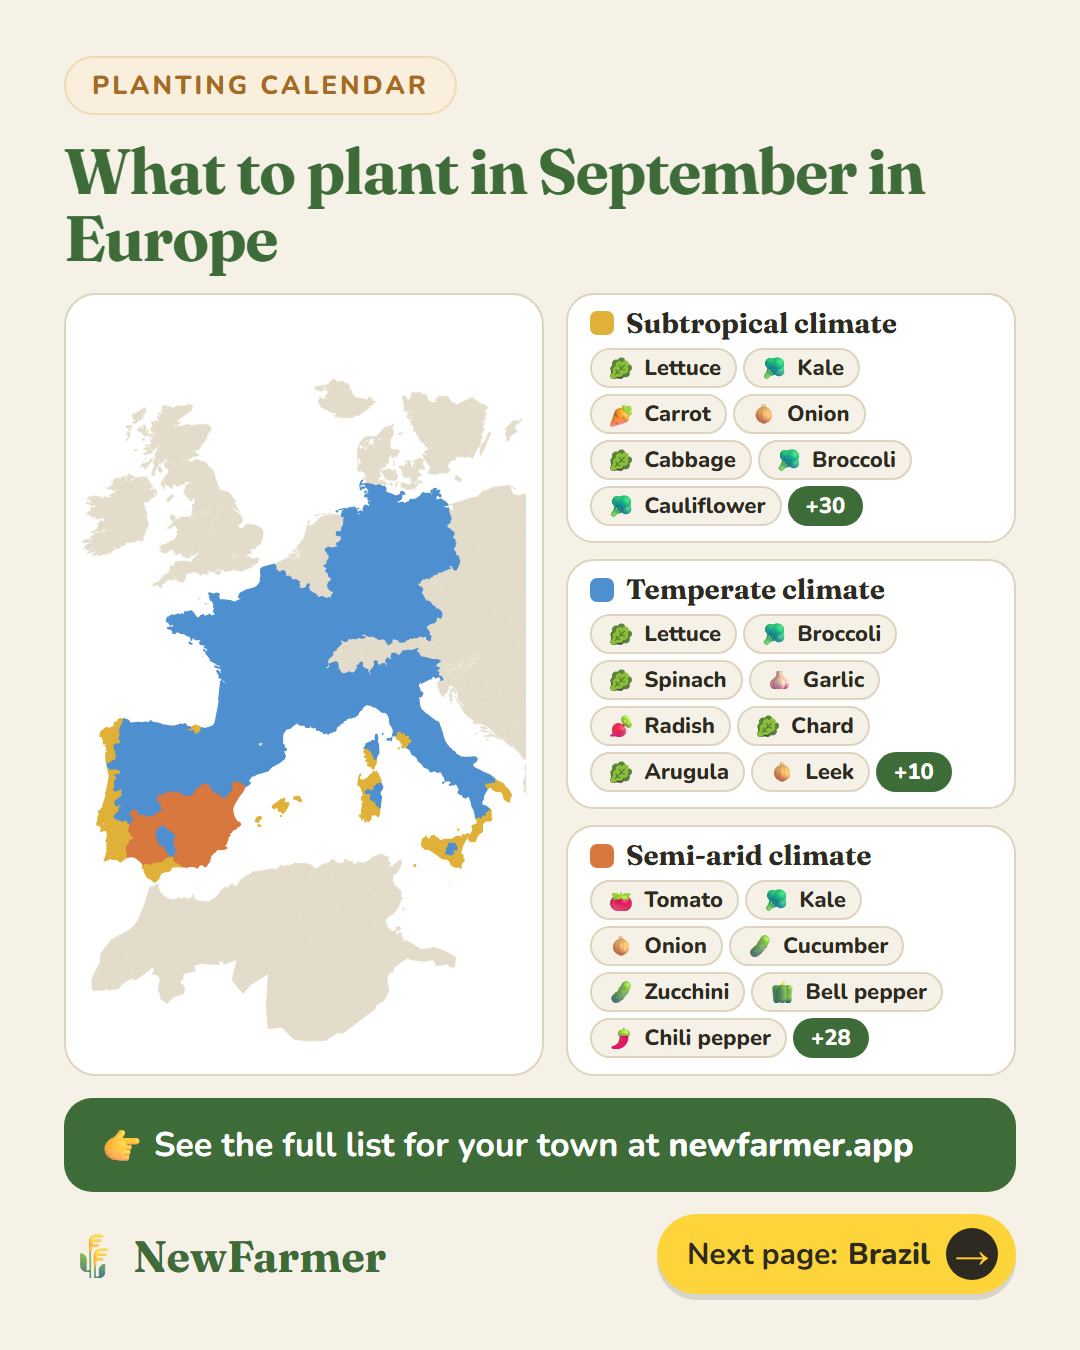 PLANTING CALENDAR
What to plant in September in
Europe
Subtropical climate
Lettuce
Kale
Carrot
Onion
Cabbage
Broccoli
Cauliflower
+30
Temperate climate
Lettuce
Broccoli
Spinach
Garlic
Radish
Chard
Arugula
Leek
+10
Semi-arid climate
Tomato
Kale
Onion
Cucumber
Zucchini
Bell pepper
Chili pepper
+28
See the full list for your town at newfarmer.app
NewFarmer
Next page: Brazil →